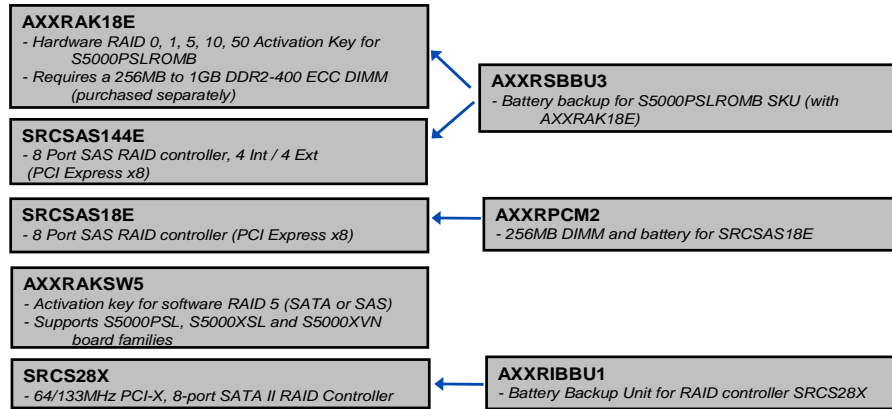 AXXRAK18E
- Hardware RAID 0, 1, 5, 10, 50 Activation Key for
S5000PSLROMB
- Requires a 256MB to 1GB DDR2-400 ECC DIMM
(purchased separately)
AXXRSBBU3
- Battery backup for S5000PSLROMB SKU (with
AXXRAK18E)
SRCSAS144E
- 8 Port SAS RAID controller, 4 Int / 4 Ext
(PCI Express x8)
SRCSAS18E
- 8 Port SAS RAID controller (PCI Express x8)
AXXRPCM2
- 256MB DIMM and battery for SRCSAS18E
AXXRAKSW5
- Activation key for software RAID 5 (SATA or SAS)
- Supports S5000PSL, S5000XSL and S5000XVN
board families
SRCS28X
- 64/133MHz PCI-X, 8-port SATA II RAID Controller
AXXRIBBU1
- Battery Backup Unit for RAID controller SRCS28X